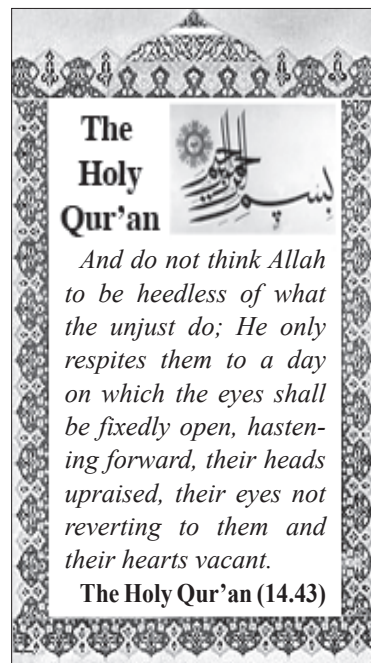 The
Holy
Qur’an
بسم الله الرحمن الرحيم
And do not think Allah
to be heedless of what
the unjust do; He only
respites them to a day
on which the eyes shall
be fixedly open, hasten-
ing forward, their heads
upraised, their eyes not
reverting to them and
their hearts vacant.
The Holy Qur’an (14.43)